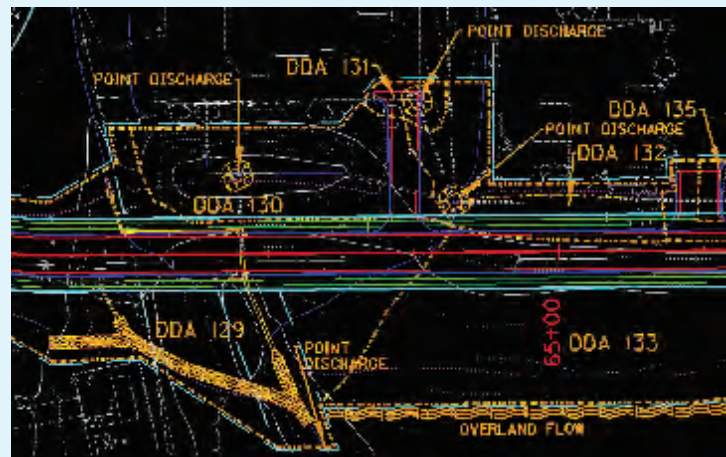 POINT DISCHARGE
DDA 131
POINT DISCHARGE
DDA 135
POINT DISCHARGE
DDA 132
DDA 130
DDA 129
POINT
DISCHARGE
65+00
DDA 133
OVERLAND FLOW